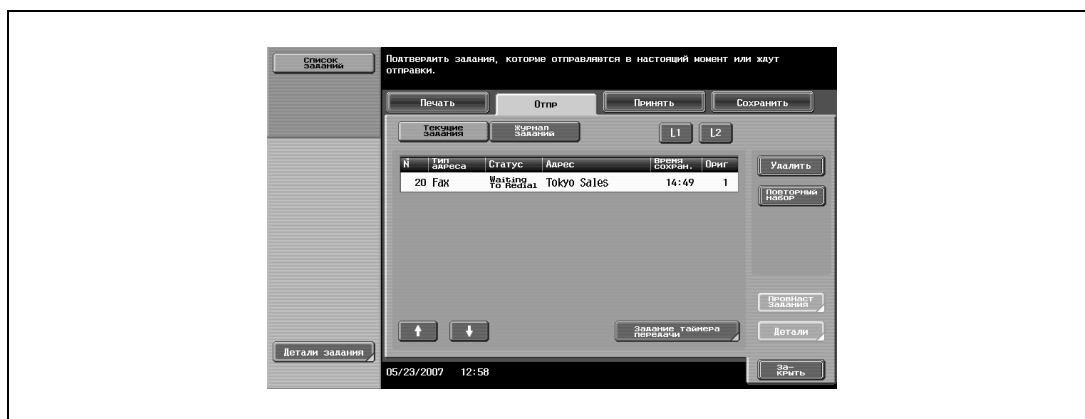 Список
заданий
Подтвердить задания, которые отправляются в настоящий момент или ждут
отправки.
Печать
Отпр
Принять
Сохранить
Текущие
задания
Журнал
заданий
L1
L2
N
Тип
адреса
Статус
Адрес
Время
сохран.
Ориг
20 Fax Waiting To Redial Tokyo Sales 14:49 1
Удалить
Повторный
набор
ПровНаст
Задания
Задание таймера
передачи
Детали
Детали задания
05/23/2007 12:58
За-
крыть